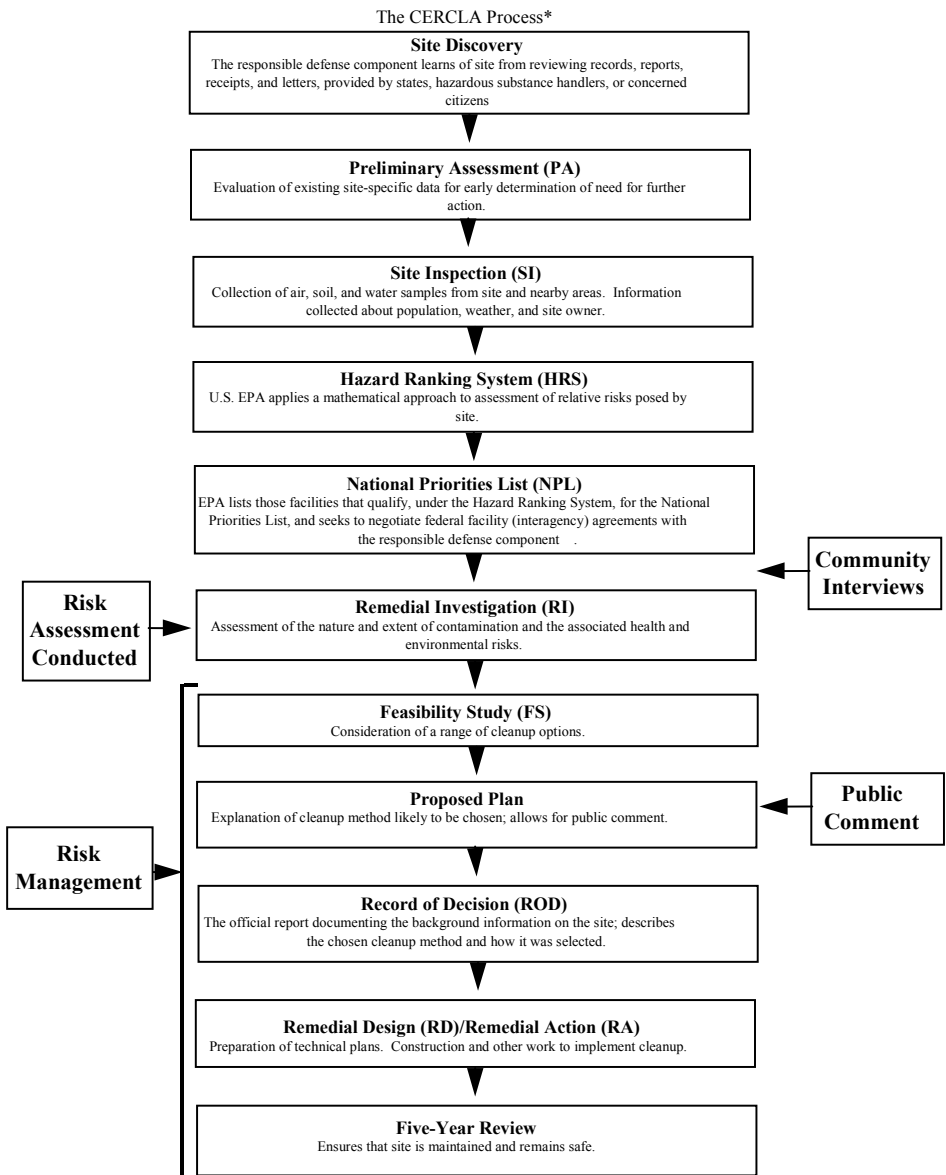 The CERCLA Process*
Site Discovery
The responsible defense component learns of site from reviewing records, reports,
receipts, and letters, provided by states, hazardous substance handlers, or concerned
citizens
Preliminary Assessment (PA)
Evaluation of existing site-specific data for early determination of need for further
action.
Site Inspection (SI)
Collection of air, soil, and water samples from site and nearby areas. Information
collected about population, weather, and site owner.
Hazard Ranking System (HRS)
U.S. EPA applies a mathematical approach to assessment of relative risks posed by
site.
National Priorities List (NPL)
EPA lists those facilities that qualify, under the Hazard Ranking System, for the National
Priorities List, and seeks to negotiate federal facility (interagency) agreements with
the responsible defense component .
Community
Interviews
Risk
Assessment
Conducted
Remedial Investigation (RI)
Assessment of the nature and extent of contamination and the associated health and
environmental risks.
Feasibility Study (FS)
Consideration of a range of cleanup options.
Proposed Plan
Explanation of cleanup method likely to be chosen; allows for public comment.
Public
Comment
Risk
Management
Record of Decision (ROD)
The official report documenting the background information on the site; describes
the chosen cleanup method and how it was selected.
Remedial Design (RD)/Remedial Action (RA)
Preparation of technical plans. Construction and other work to implement cleanup.
Five-Year Review
Ensures that site is maintained and remains safe.